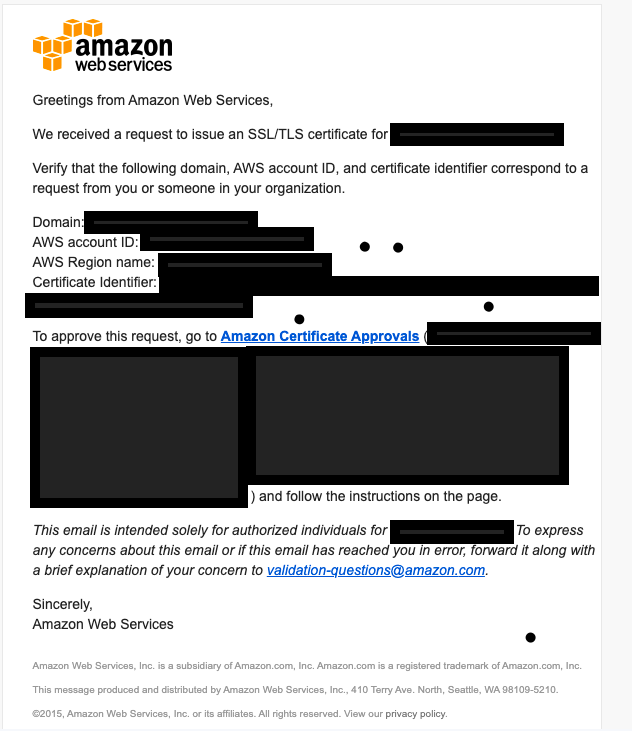 amazon
web services
Greetings from Amazon Web Services,
We received a request to issue an SSL/TLS certificate for
Verify that the following domain, AWS account ID, and certificate identifier correspond to a
request from you or someone in your organization.
Domain:
AWS account ID:
AWS Region name:
Certificate Identifier:
To approve this request, go to Amazon Certificate Approvals (
) and follow the instructions on the page.
This email is intended solely for authorized individuals for To express
any concerns about this email or if this email has reached you in error, forward it along with
a brief explanation of your concern to validation-questions@amazon.com.
Sincerely,
Amazon Web Services
Amazon Web Services, Inc. is a subsidiary of Amazon.com, Inc. Amazon.com is a registered trademark of Amazon.com, Inc.
This message produced and distributed by Amazon Web Services, Inc., 410 Terry Ave. North, Seattle, WA 98109-5210.
©2015, Amazon Web Services, Inc. or its affiliates. All rights reserved. View our privacy policy.